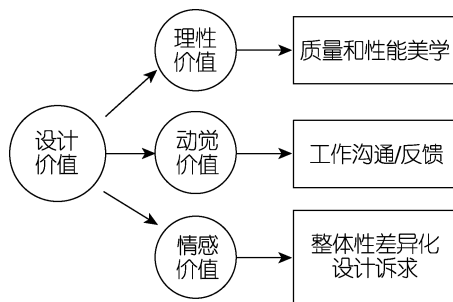 理性
价值
质量和性能美学
设计
价值
动觉
价值
工作沟通/反馈
情感
价值
整体性差异化
设计诉求